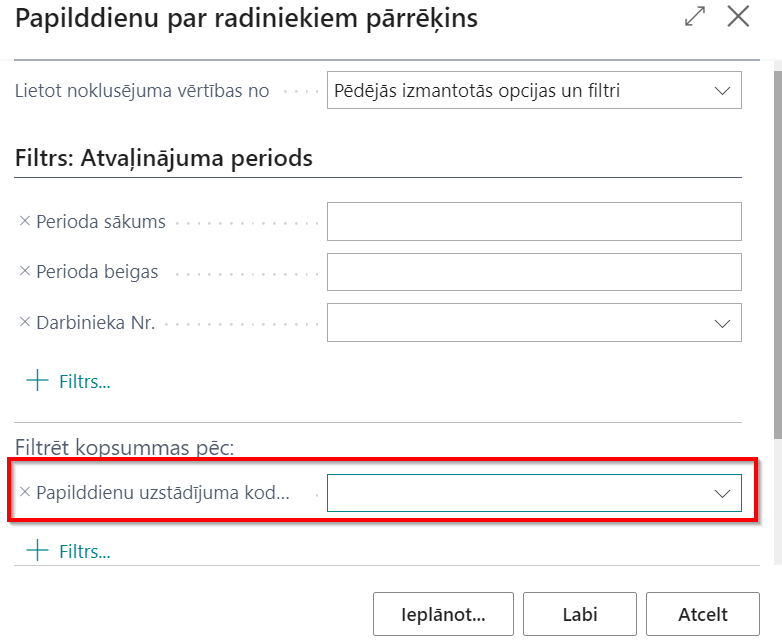 Papilddienu par radiniekiem pārrēķins
Lietot noklusējuma vērtības no
Pēdējās izmantotās opcijas un filtri
Filtrs: Atvaļinājuma periods
Perioda sākums
Perioda beigas
Darbinieka Nr.
Filtrs...
Filtrēt kopsummas pēc:
Papilddienu uzstādījuma kod...
Filtrs...
Ieplānot... Labi Atcelt